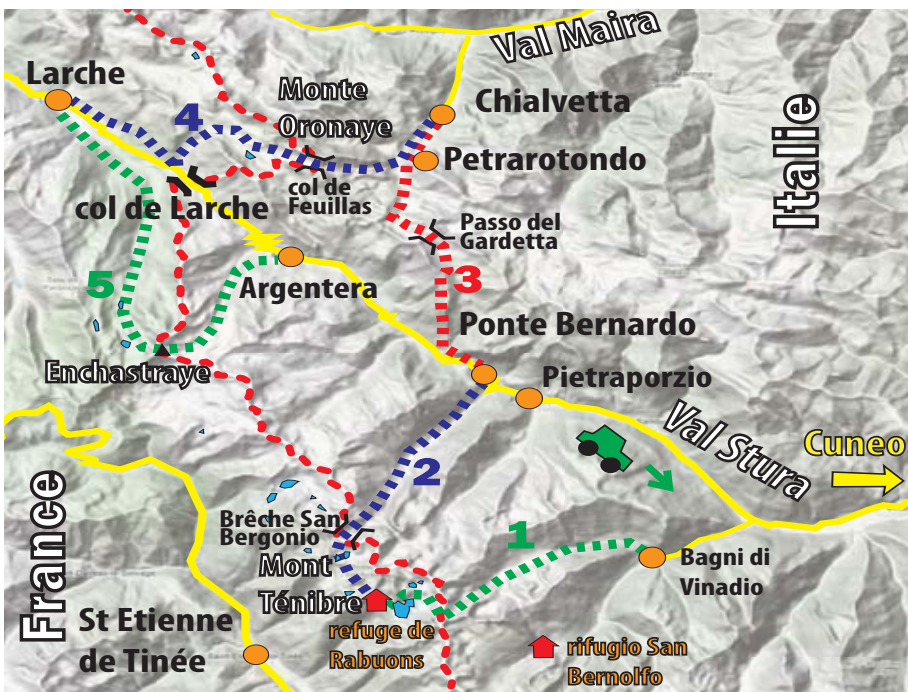 Val Maira
Larche
Monte
Oronaye
4
Chialvetta
Petrarotondo
col de
Feuillas
col de Larche
Italie
Passo del
Gardetta
3
5
Argentera
Ponte Bernardo
Enchastraye
Pietraporzio
Val Stura
Cuneo
2
France
Brêche San
Bergonio
1
Mont
Ténibre
Bagni di
Vinadio
St Etienne
de Tinée
refuge de
Rabuons
rifugio San
Bernolfo